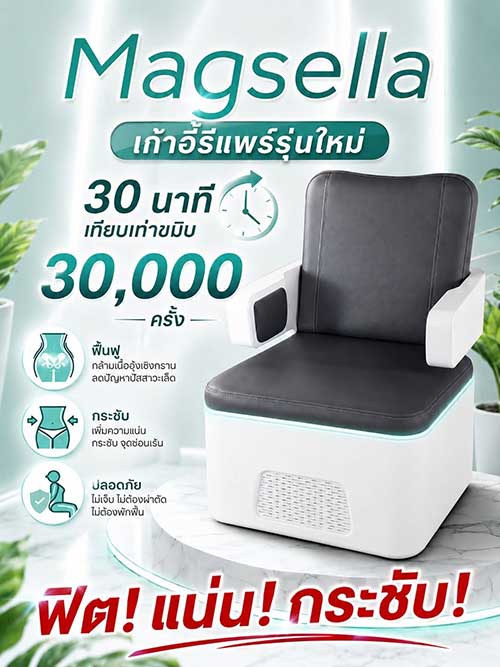 Magsella
เก้าอี้รีแพร์รุ่นใหม่
30 นาที
เทียบเท่าขมิบ
30,000
ครั้ง
ฟื้นฟู
กล้ามเนื้ออุ้งเชิงกราน
ลดปัญหาปัสสาวะเล็ด
กระชับ
เพิ่มความแน่น
กระชับ จุดซ่อนเร้น
ปลอดภัย
ไม่เจ็บ ไม่ต้องผ่าตัด
ไม่ต้องพักฟื้น
ฟิต! แน่น! กระชับ!